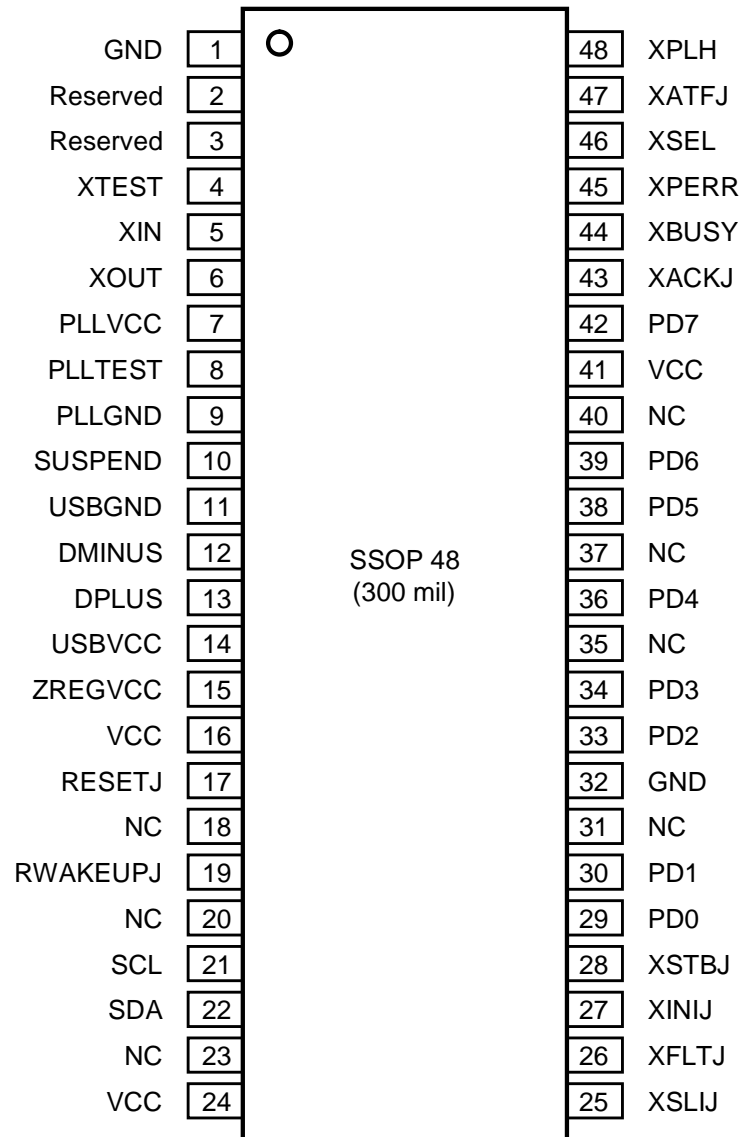 GND 1 48 XPLH
Reserved 2 47 XATFJ
Reserved 3 46 XSEL
XTEST 4 45 XPERR
XIN 5 44 XBUSY
XOUT 6 43 XACKJ
PLLVCC 7 42 PD7
PLLTEST 8 41 VCC
PLLGND 9 40 NC
SUSPEND 10 39 PD6
USBGND 11 38 PD5
DMINUS 12 37 NC
SSOP 48
(300 mil)
DPLUS 13 36 PD4
USBVCC 14 35 NC
ZREGVCC 15 34 PD3
VCC 16 33 PD2
RESETJ 17 32 GND
NC 18 31 NC
RWAKEUPJ 19 30 PD1
NC 20 29 PD0
SCL 21 28 XSTBJ
SDA 22 27 XINIJ
NC 23 26 XFLTJ
VCC 24 25 XSLIJ